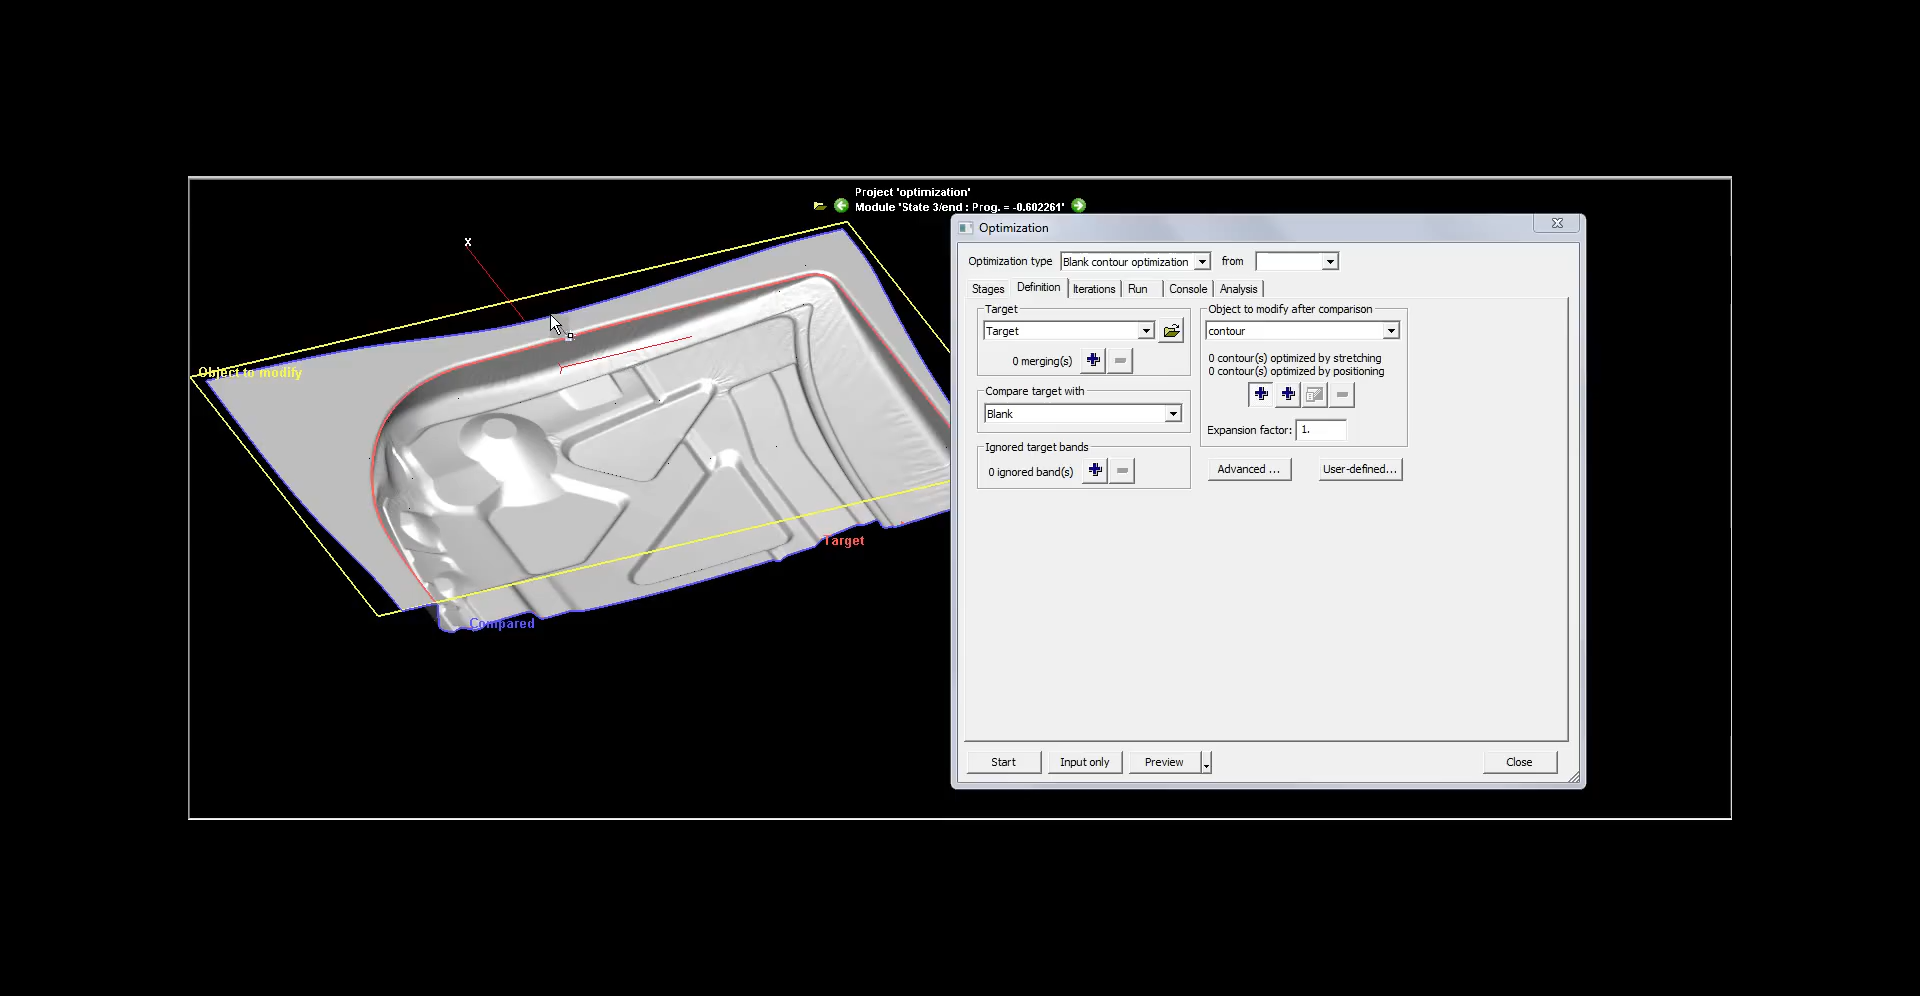 Project 'optimization'
Module 'State 3/end : Prog. = -0.602261'
x
Object to modify
Target
Compared
Optimization
Optimization type Blank contour optimization from
Stages Definition Iterations Run Console Analysis
Target
Target
0 merging(s)
Compare target with
Blank
Ignored target bands
0 ignored band(s)
Object to modify after comparison
contour
0 contour(s) optimized by stretching
0 contour(s) optimized by positioning
Expansion factor: 1.
Advanced ... User-defined...
Start Input only Preview Close